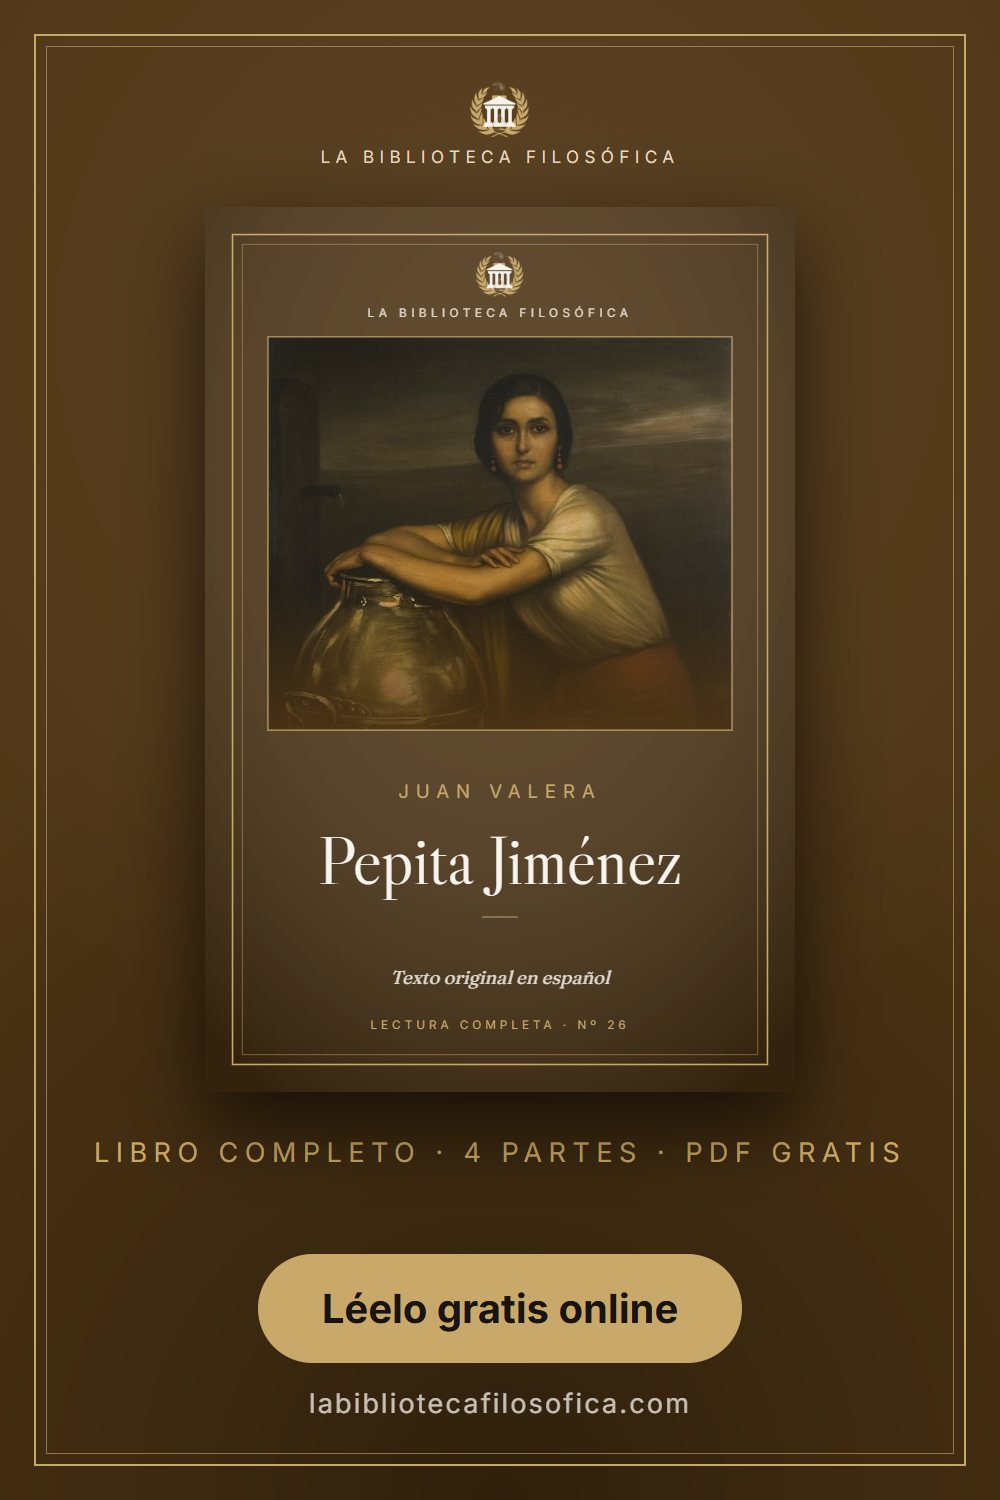 LA BIBLIOTECA FILOSÓFICA
LA BIBLIOTECA FILOSÓFICA
JUAN VALERA
Pepita Jiménez
Texto original en español
LECTURA COMPLETA · Nº 26
LIBRO COMPLETO · 4 PARTES · PDF GRATIS
Léelo gratis online
labibliotecafilosofica.com